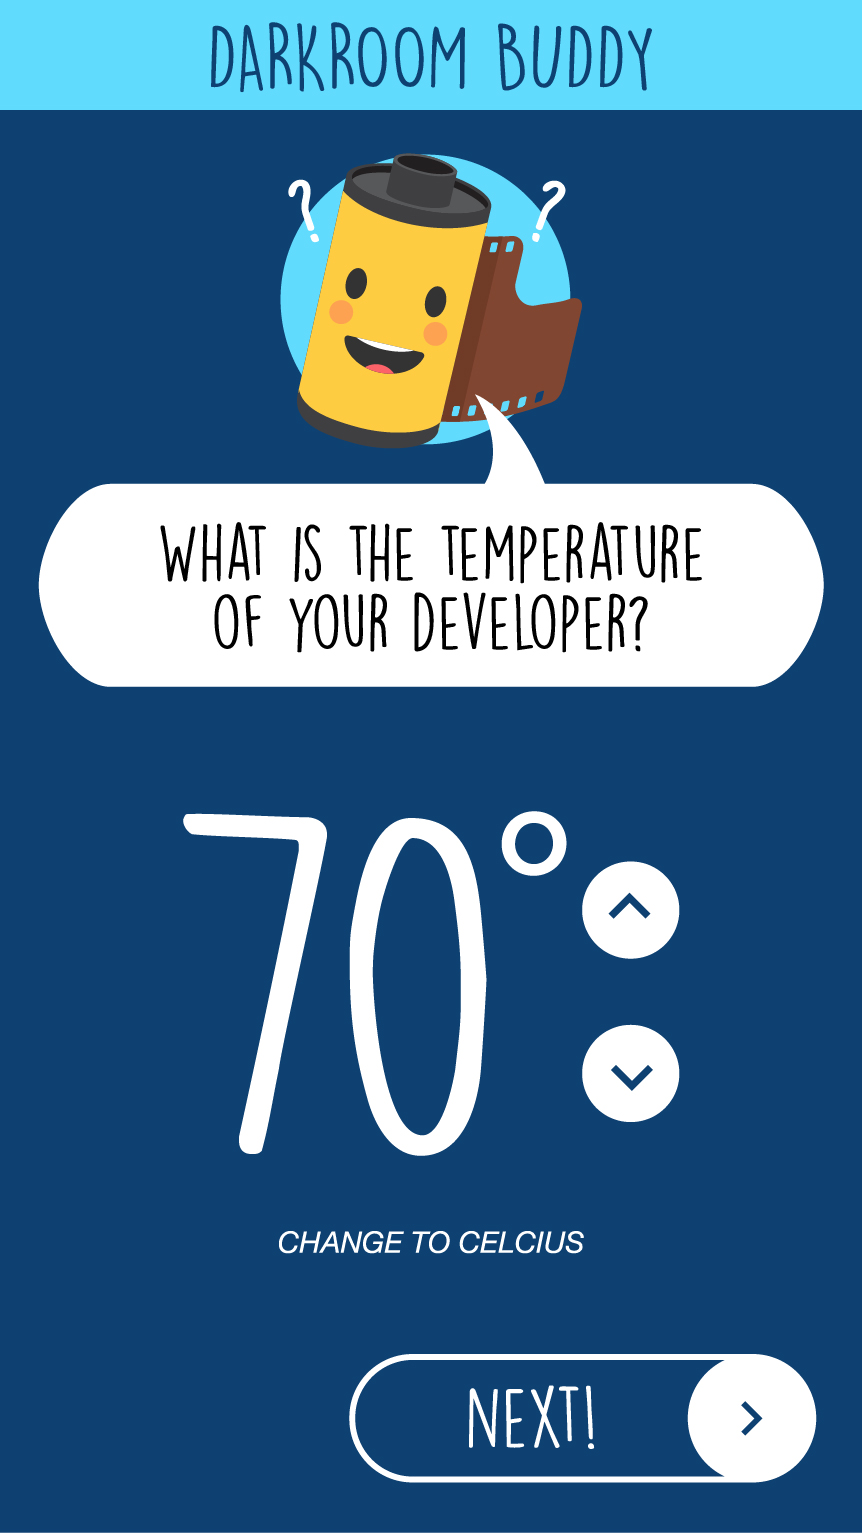 DARKROOM BUDDY
? ?
WHAT IS THE TEMPERATURE
OF YOUR DEVELOPER?
70°
CHANGE TO CELCIUS
NEXT!